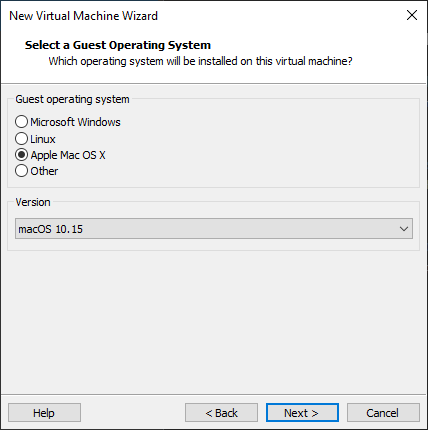 New Virtual Machine Wizard
Select a Guest Operating System
Which operating system will be installed on this virtual machine?
Guest operating system
Microsoft Windows
Linux
Apple Mac OS X
Other
Version
macOS 10.15
Help
< Back
Next >
Cancel